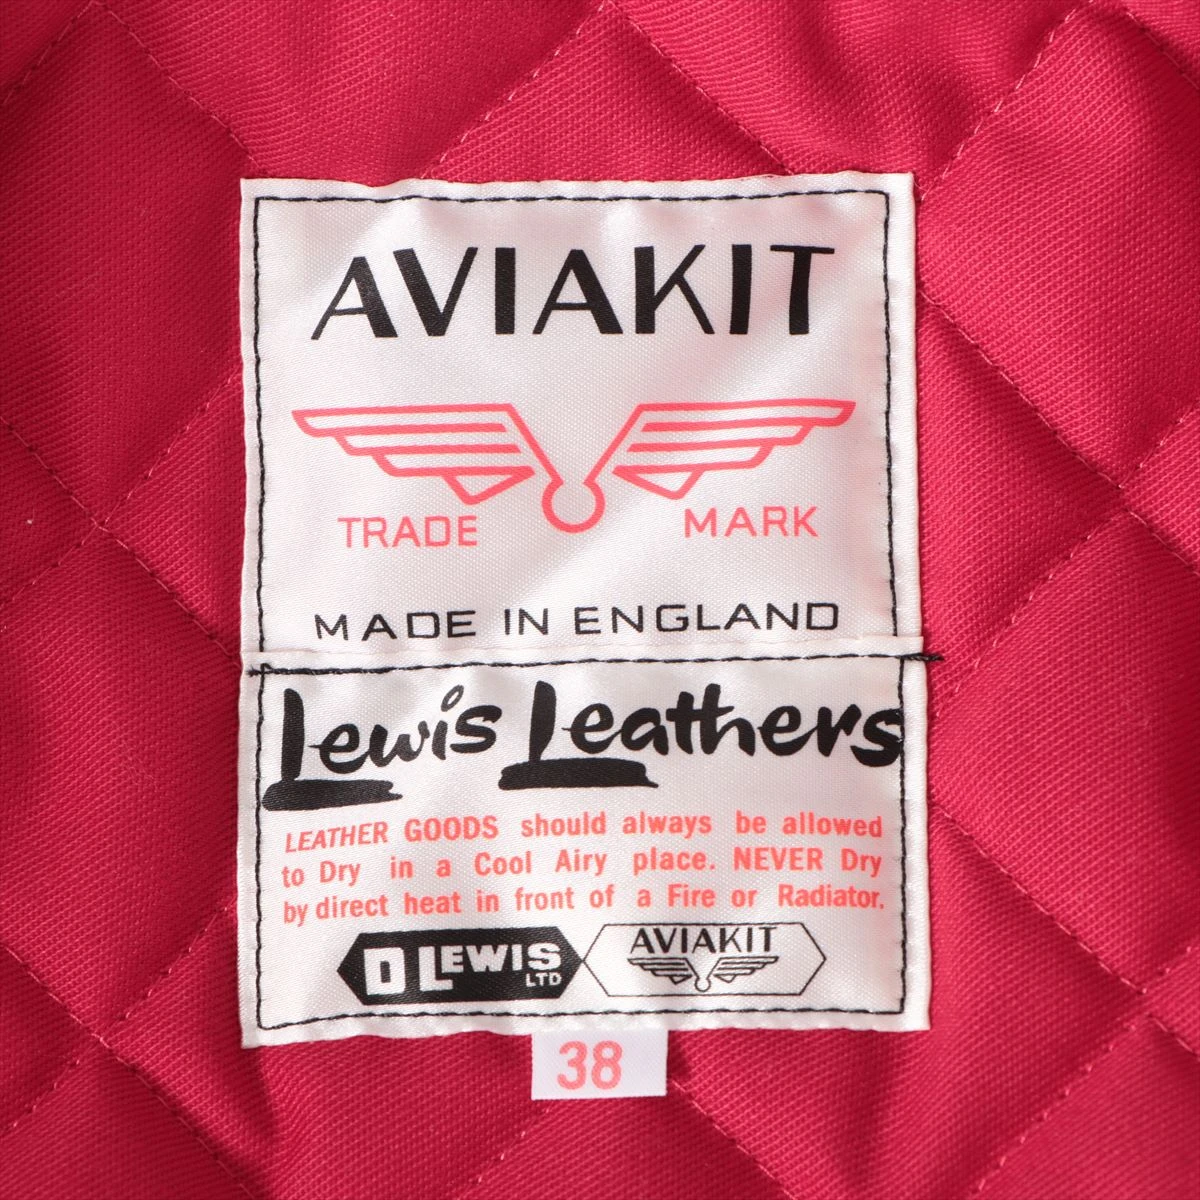 AVIAKIT
TRADE MARK
MADE IN ENGLAND
Lewis Leathers
LEATHER GOODS should always be allowed
to Dry in a Cool Airy place. NEVER Dry
by direct heat in front of a Fire or Radiator.
D LEWIS LTD AVIAKIT
38